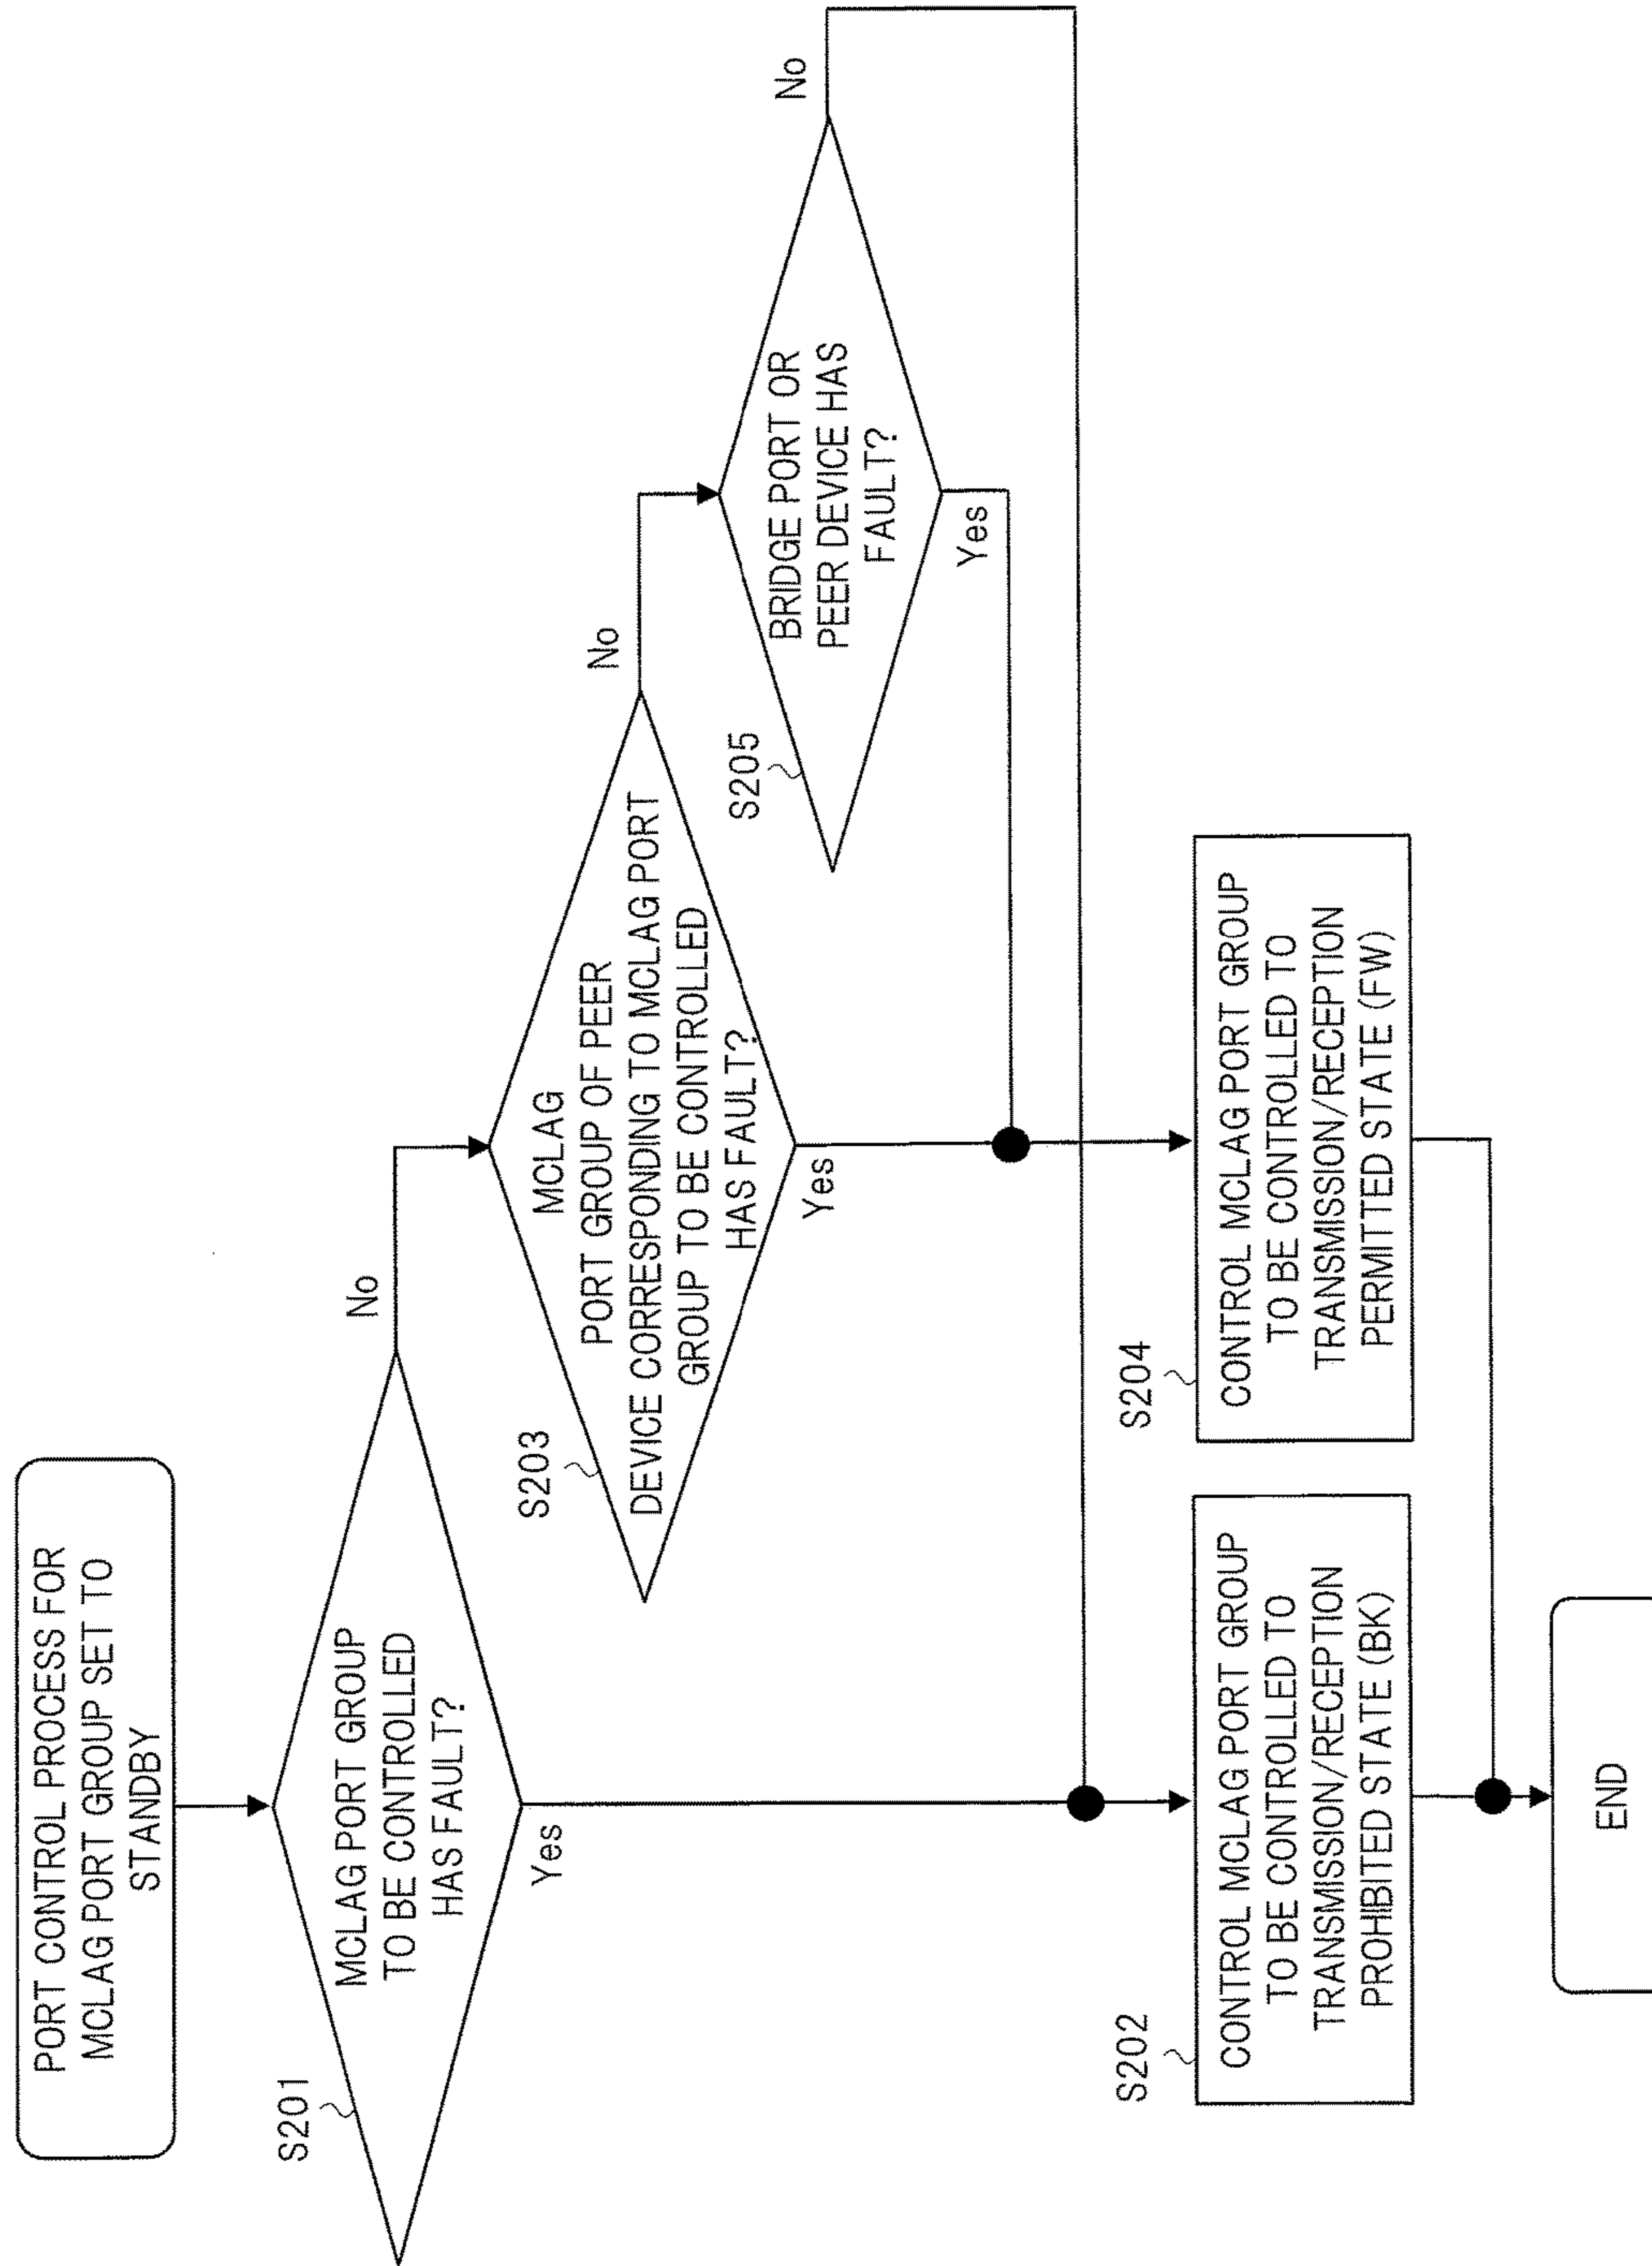 PORT CONTROL PROCESS FOR
MCLAG PORT GROUP SET TO
STANDBY
S201
MCLAG PORT GROUP
TO BE CONTROLLED
HAS FAULT?
No
Yes
S203
MCLAG
PORT GROUP OF PEER
DEVICE CORRESPONDING TO MCLAG PORT
GROUP TO BE CONTROLLED
HAS FAULT?
No
Yes
S205
BRIDGE PORT OR
PEER DEVICE HAS
FAULT?
No
Yes
S202
CONTROL MCLAG PORT GROUP
TO BE CONTROLLED TO
TRANSMISSION/RECEPTION
PROHIBITED STATE (BK)
S204
CONTROL MCLAG PORT GROUP
TO BE CONTROLLED TO
TRANSMISSION/RECEPTION
PERMITTED STATE (FW)
END